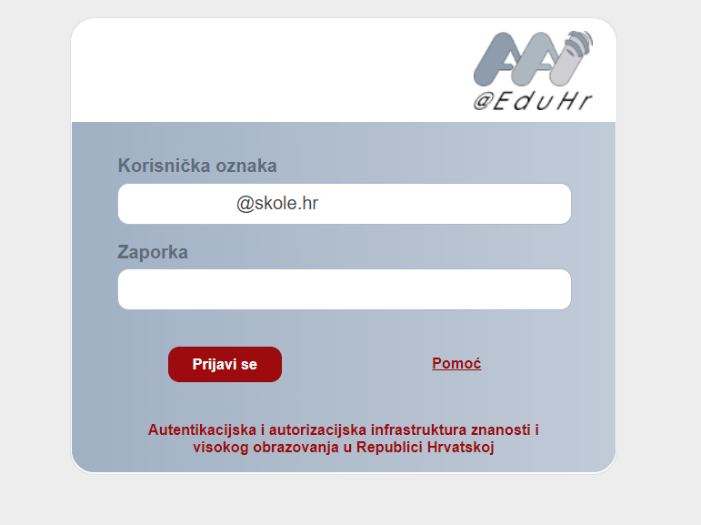 AAI
@EduHr
Korisnička oznaka
@skole.hr
Zaporka
Prijavi se
Pomoć
Autentikacijska i autorizacijska infrastruktura znanosti i
visokog obrazovanja u Republici Hrvatskoj